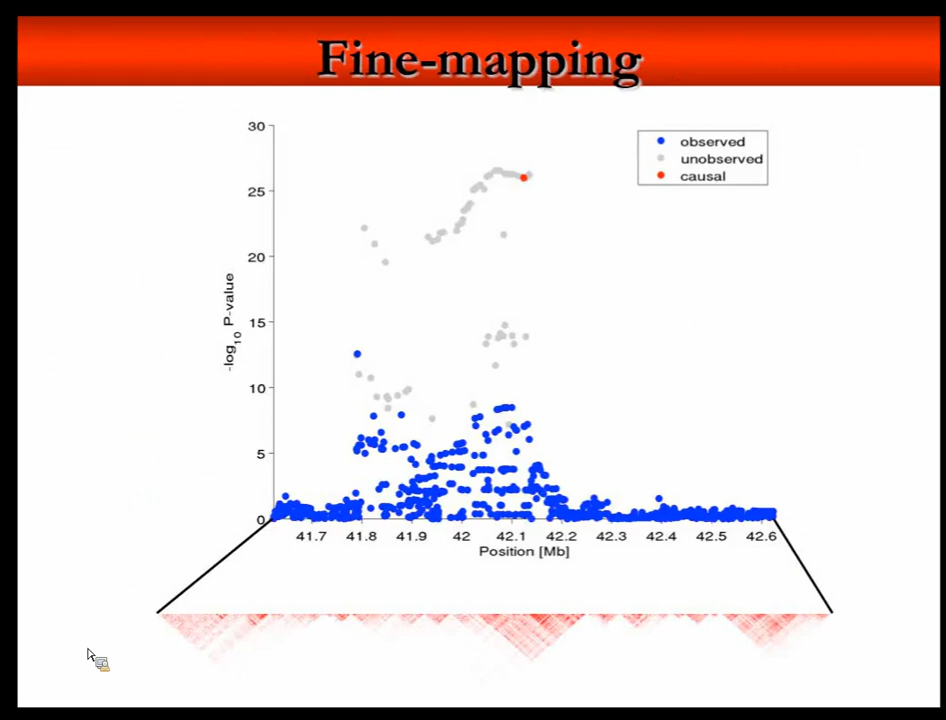 Fine-mapping
30
25
20
15
10
5
0
-log10 P-value
observed
unobserved
causal
41.7 41.8 41.9 42 42.1 42.2 42.3 42.4 42.5 42.6
Position [Mb]